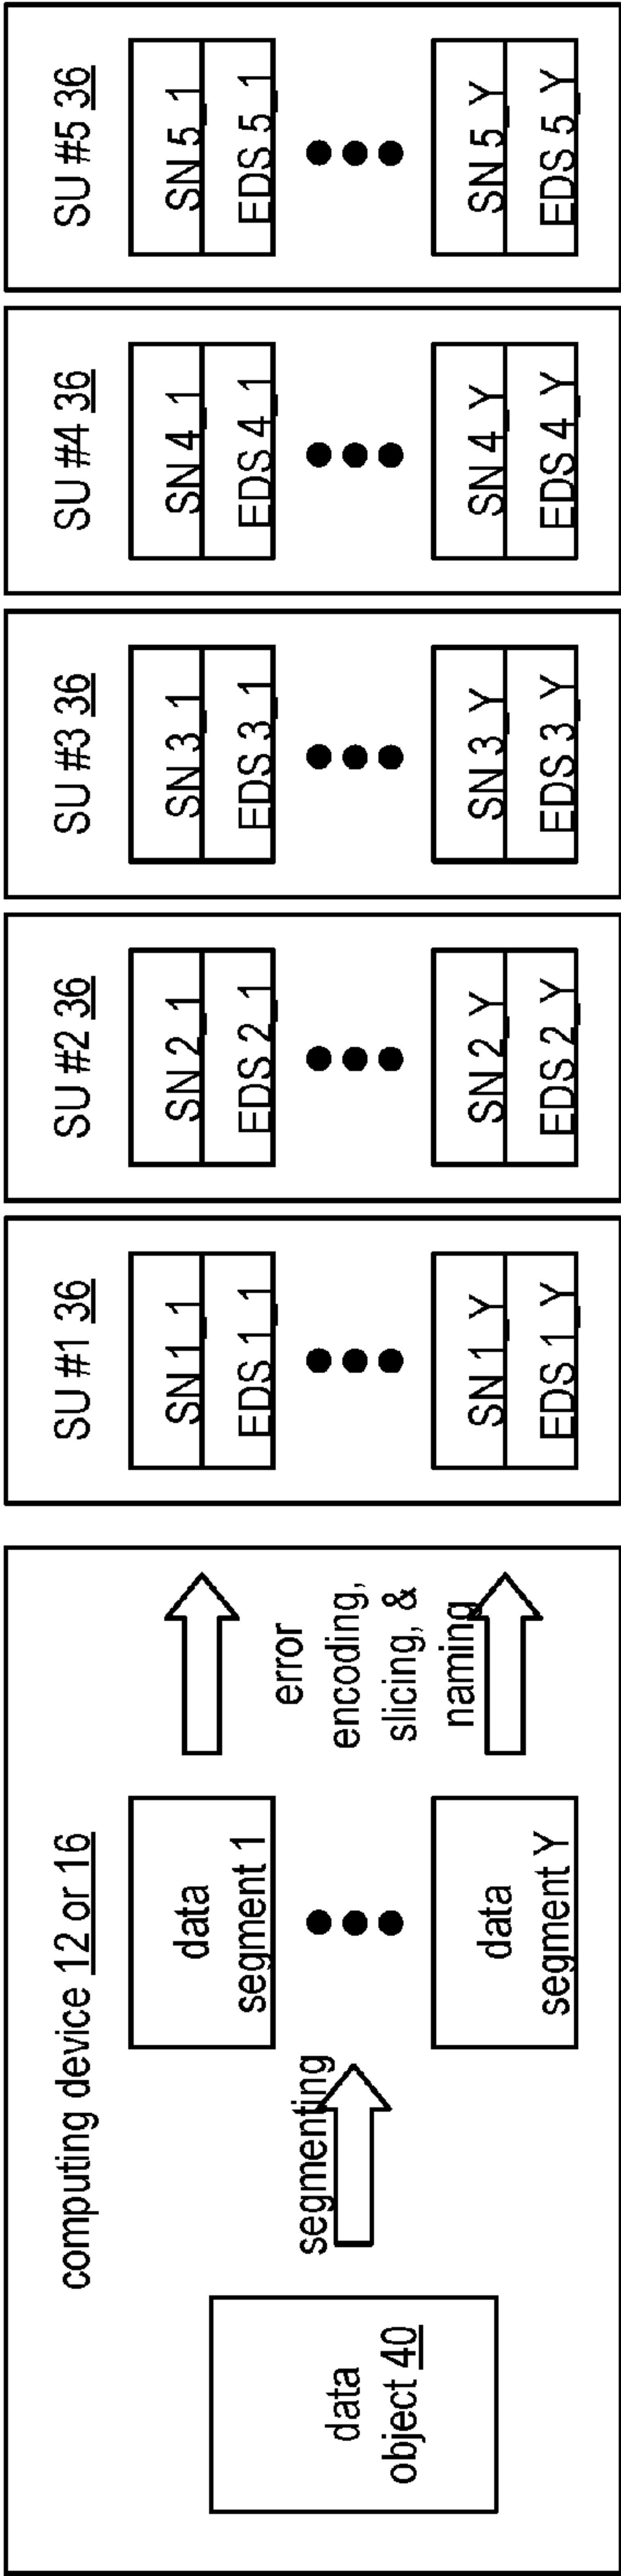 computing device 12 or 16
data
object 40
segmenting
data
segment 1
data
segment Y
error
encoding,
slicing, &
naming
SU #1 36
SN 1_1
EDS 1_1
SN 1_Y
EDS 1_Y
SU #2 36
SN 2_1
EDS 2_1
SN 2_Y
EDS 2_Y
SU #3 36
SN 3_1
EDS 3_1
SN 3_Y
EDS 3_Y
SU #4 36
SN 4_1
EDS 4_1
SN 4_Y
EDS 4_Y
SU #5 36
SN 5_1
EDS 5_1
SN 5_Y
EDS 5_Y